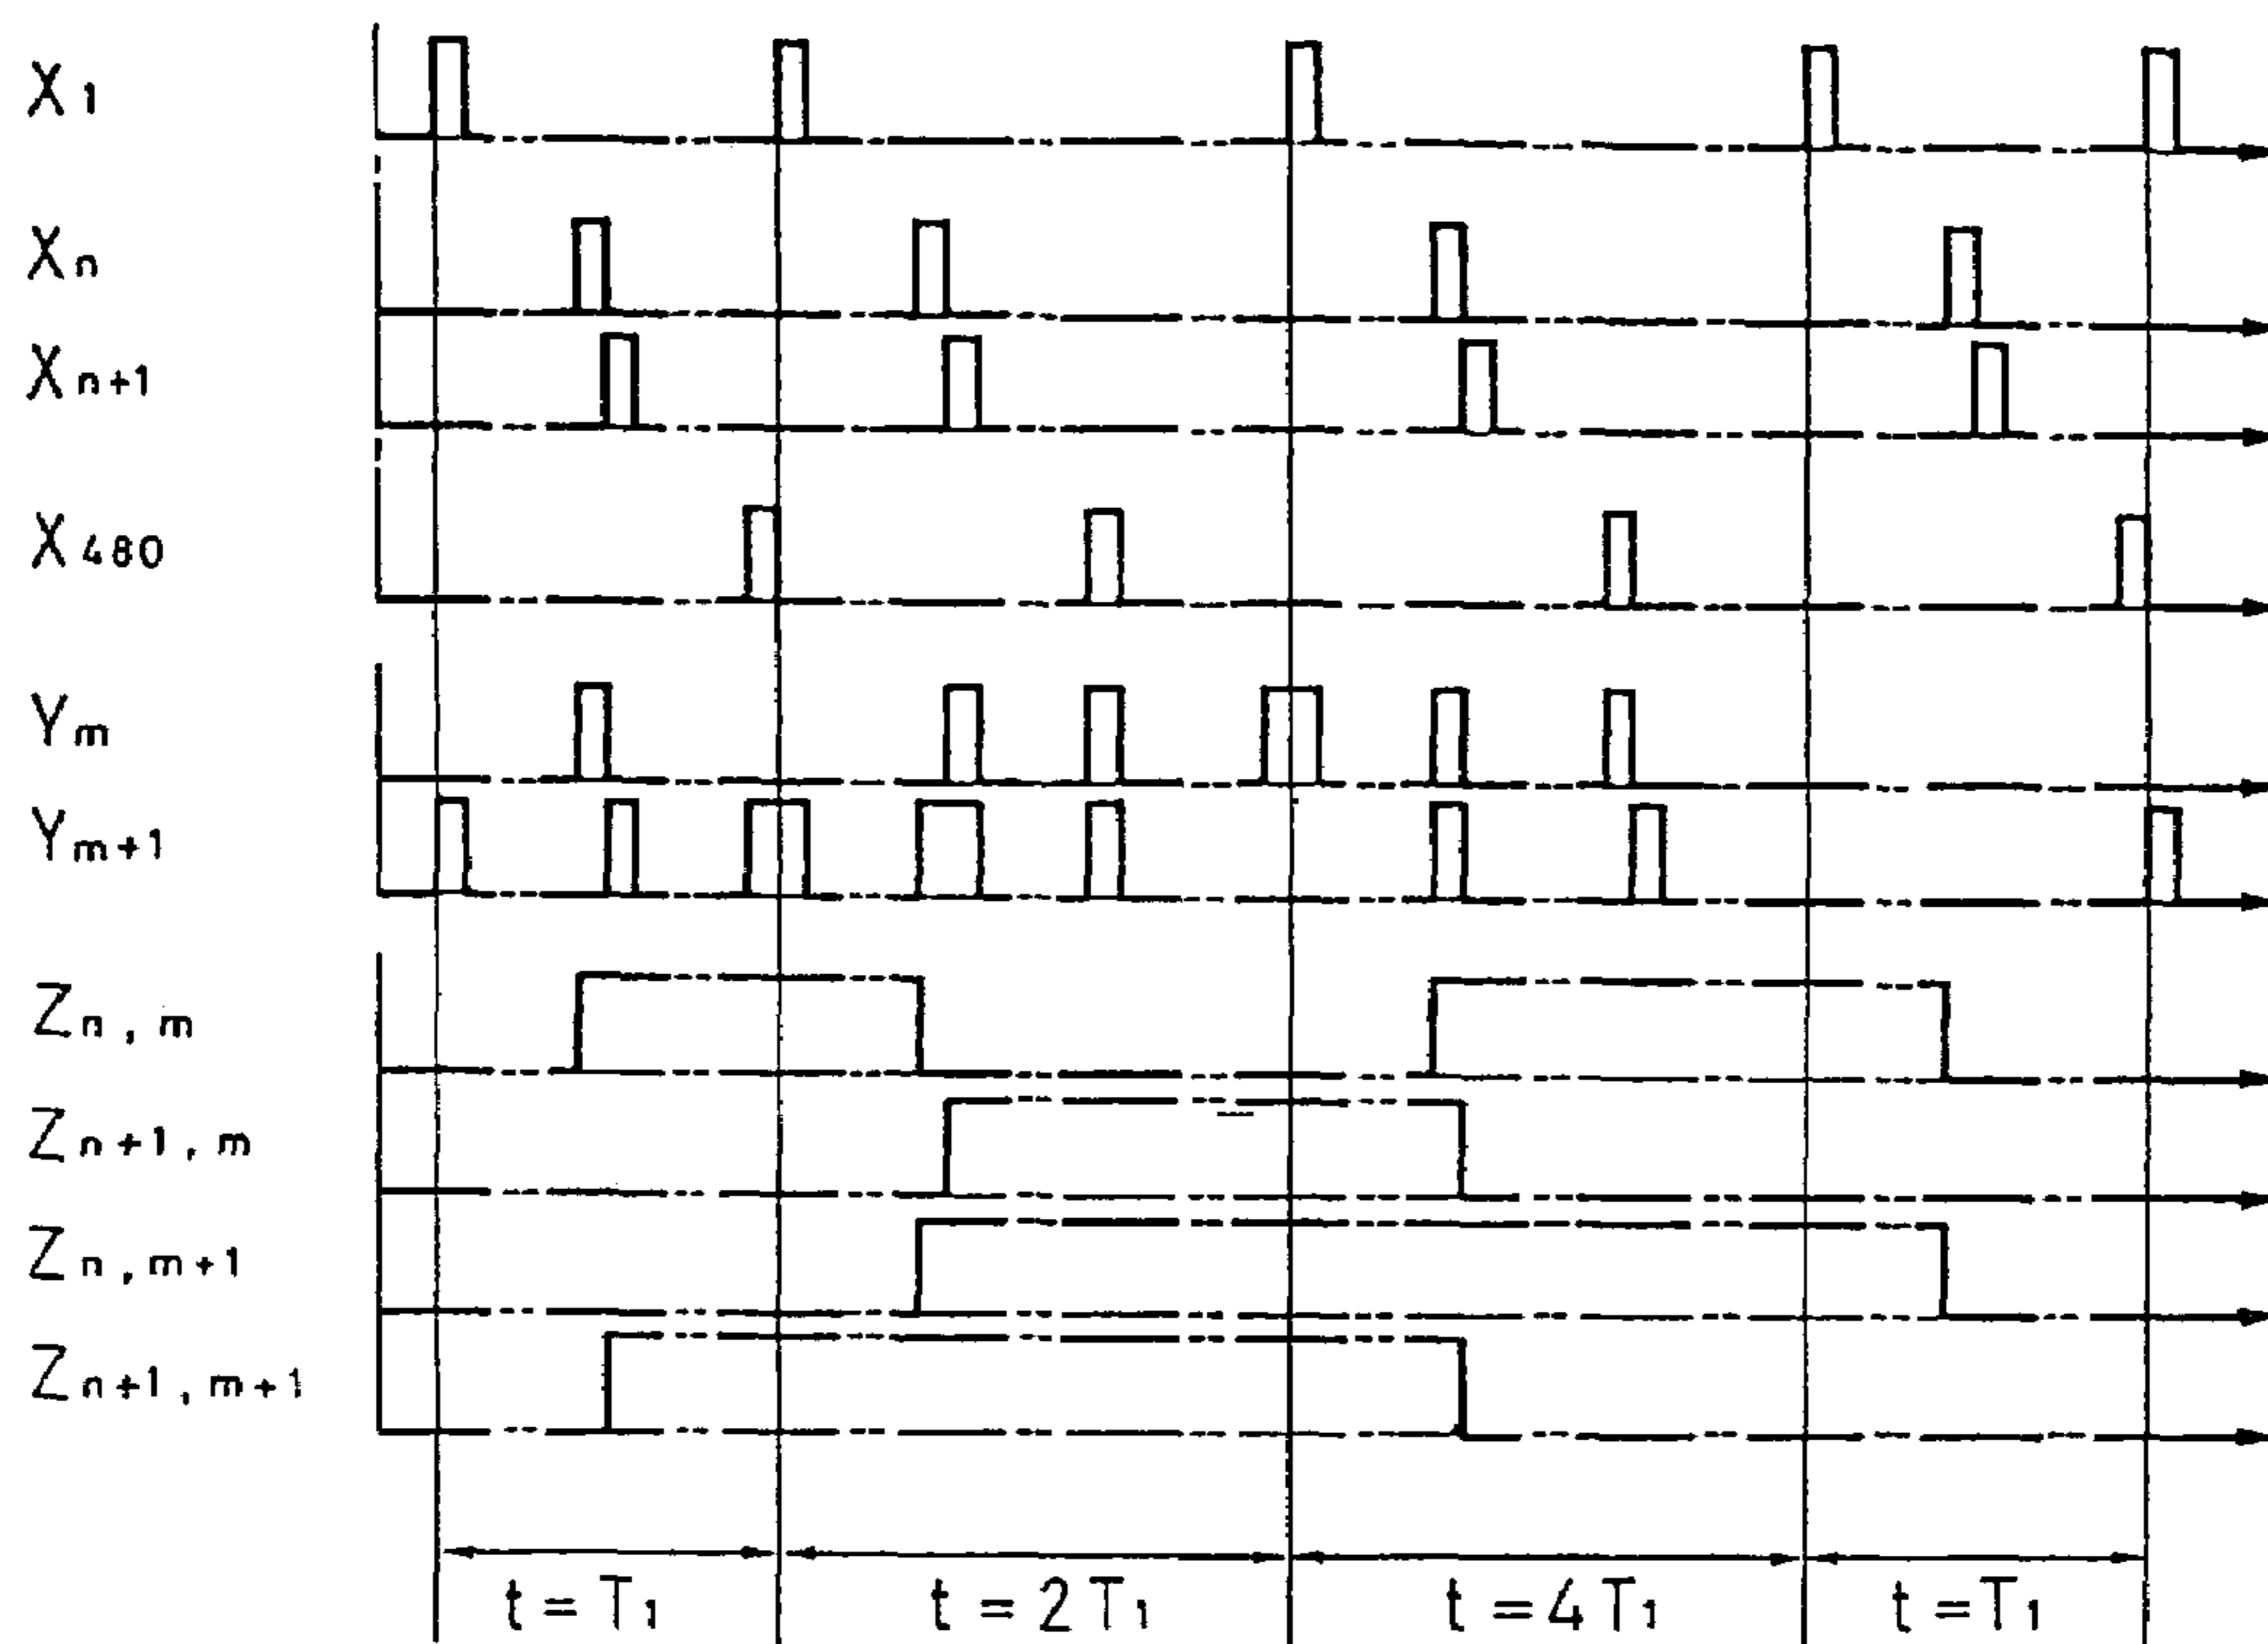 X1
Xn
Xn+1
X480
Ym
Ym+1
Zn,m
Zn+1,m
Zn,m+1
Zn+1,m+1
t=T1 t=2T1 t=4T1 t=T1